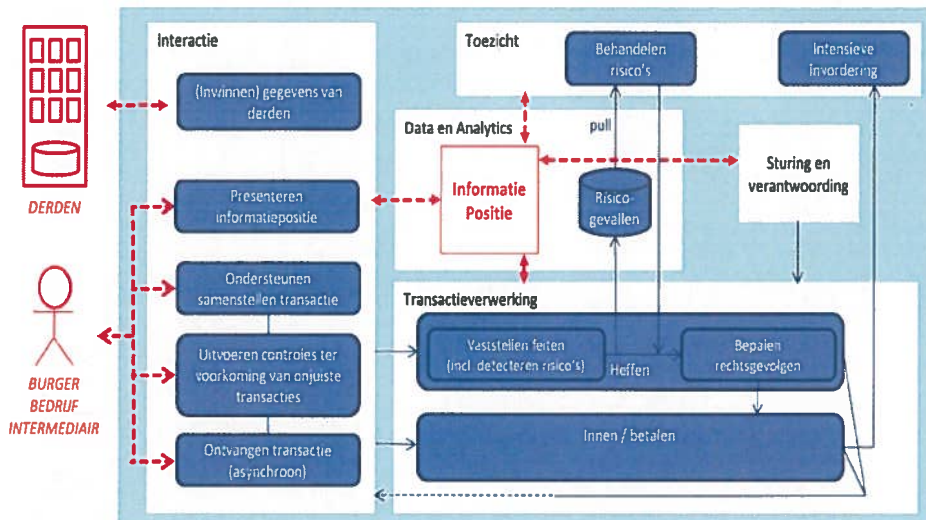 Interactie
(Inwinnen) gegevens van
derden
Presenteren
informatiepositie
Ondersteunen
samenstellen transactie
Uitvoeren controles ter
voorkoming van onjuiste
transacties
Ontvangen transactie
(asynchroon)
DERDEN
BURGER
BEDRIJF
INTERMEDIAIR
Toezicht
Behandelen
risico's
Intensieve
Invordering
Data en Analytics
pull
Informatie
Positie
Risico-
gevallen
Sturing en
verantwoording
Transactieverwerking
Vaststellen feiten
(incl. detecteren risico's)
Heffen
Bepalen
rechtsgevolgen
Innen / betalen